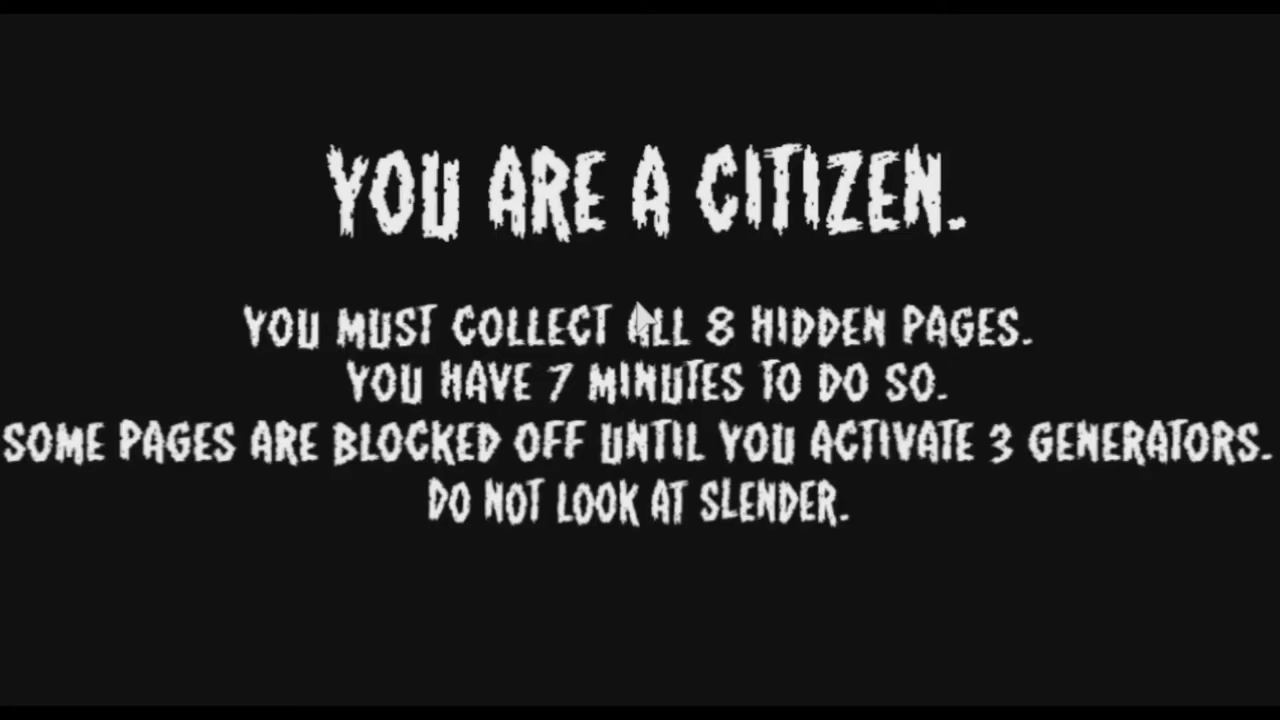 YOU ARE A CITIZEN.
YOU MUST COLLECT ALL 8 HIDDEN PAGES.
YOU HAVE 7 MINUTES TO DO SO.
SOME PAGES ARE BLOCKED OFF UNTIL YOU ACTIVATE 3 GENERATORS.
DO NOT LOOK AT SLENDER.